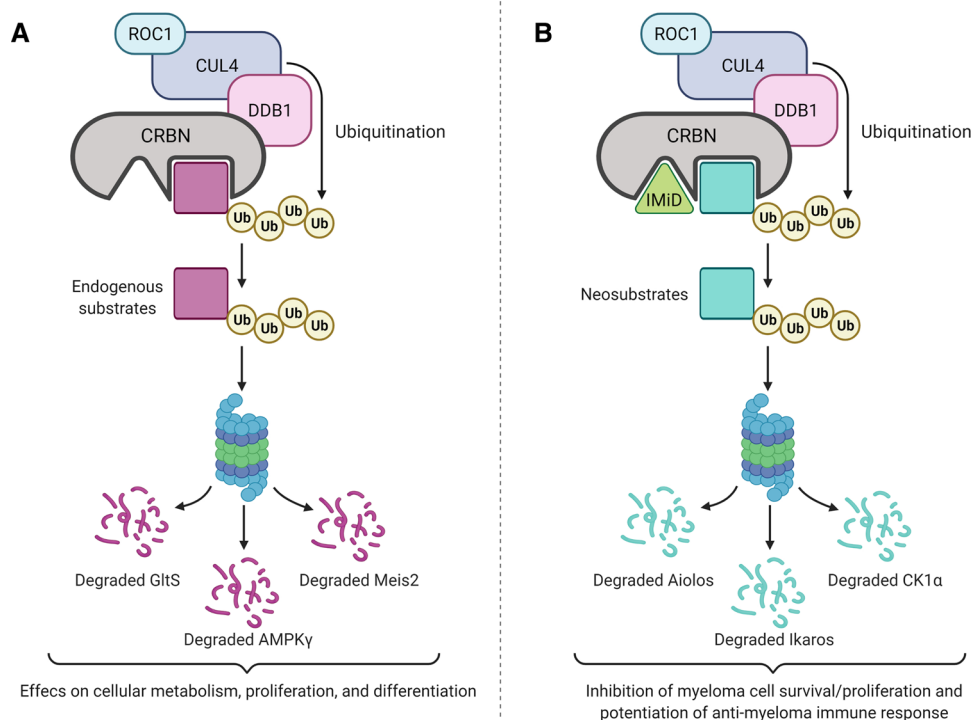 A
ROC1
CUL4
DDB1
CRBN
Ubiquitination
Ub
Ub
Ub
Ub
Endogenous
substrates
Ub
Ub
Ub
Ub
Degraded GltS
Degraded Meis2
Degraded AMPKγ
Effecs on cellular metabolism, proliferation, and differentiation
B
ROC1
CUL4
DDB1
CRBN
Ubiquitination
IMiD
Ub
Ub
Ub
Ub
Neosubstrates
Ub
Ub
Ub
Ub
Degraded Aiolos
Degraded CK1α
Degraded Ikaros
Inhibition of myeloma cell survival/proliferation and
potentiation of anti-myeloma immune response